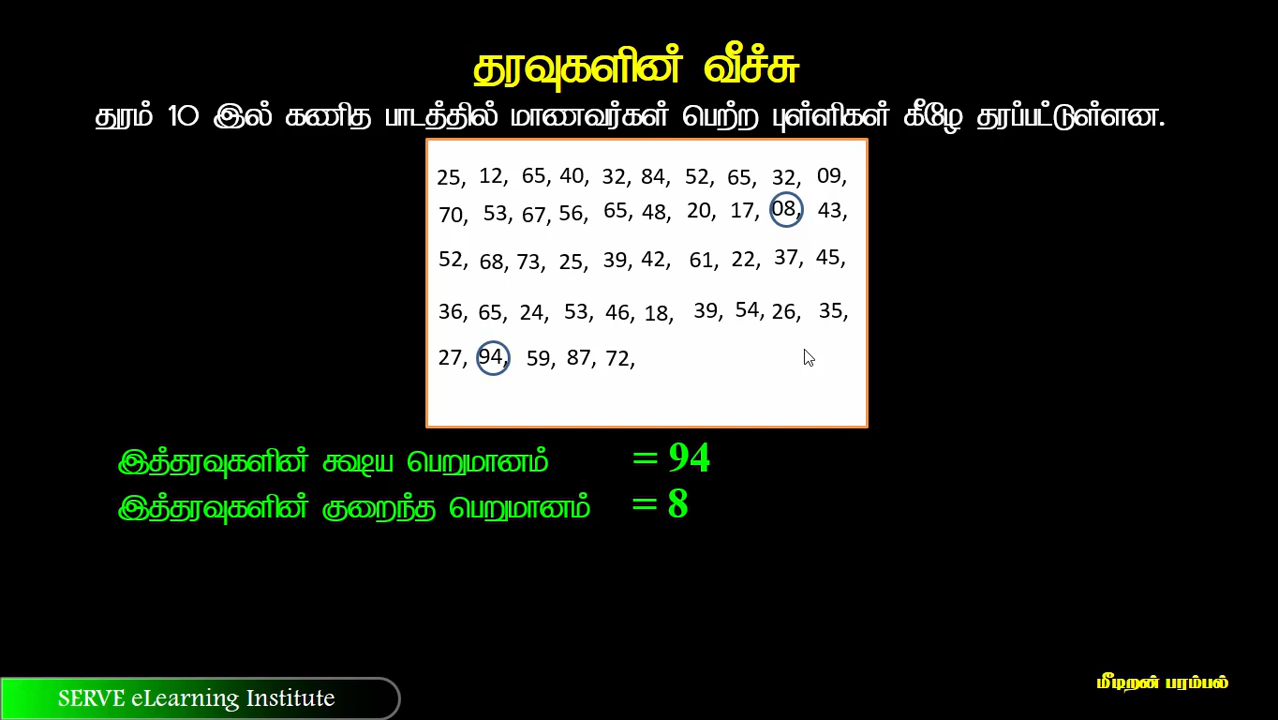 தரவுகளின் வீச்சு
தரம் 10 இல் கணித பாடத்தில் மாணவர்கள் பெற்ற புள்ளிகள் கீழே தரப்பட்டுள்ளன.
25, 12, 65, 40, 32, 84, 52, 65, 32, 09,
70, 53, 67, 56, 65, 48, 20, 17, 08, 43,
52, 68, 73, 25, 39, 42, 61, 22, 37, 45,
36, 65, 24, 53, 46, 18, 39, 54, 26, 35,
27, 94, 59, 87, 72,
இத்தரவுகளின் கூடிய பெறுமானம் = 94
இத்தரவுகளின் குறைந்த பெறுமானம் = 8
SERVE eLearning Institute
மீடிறன் பரம்பல்